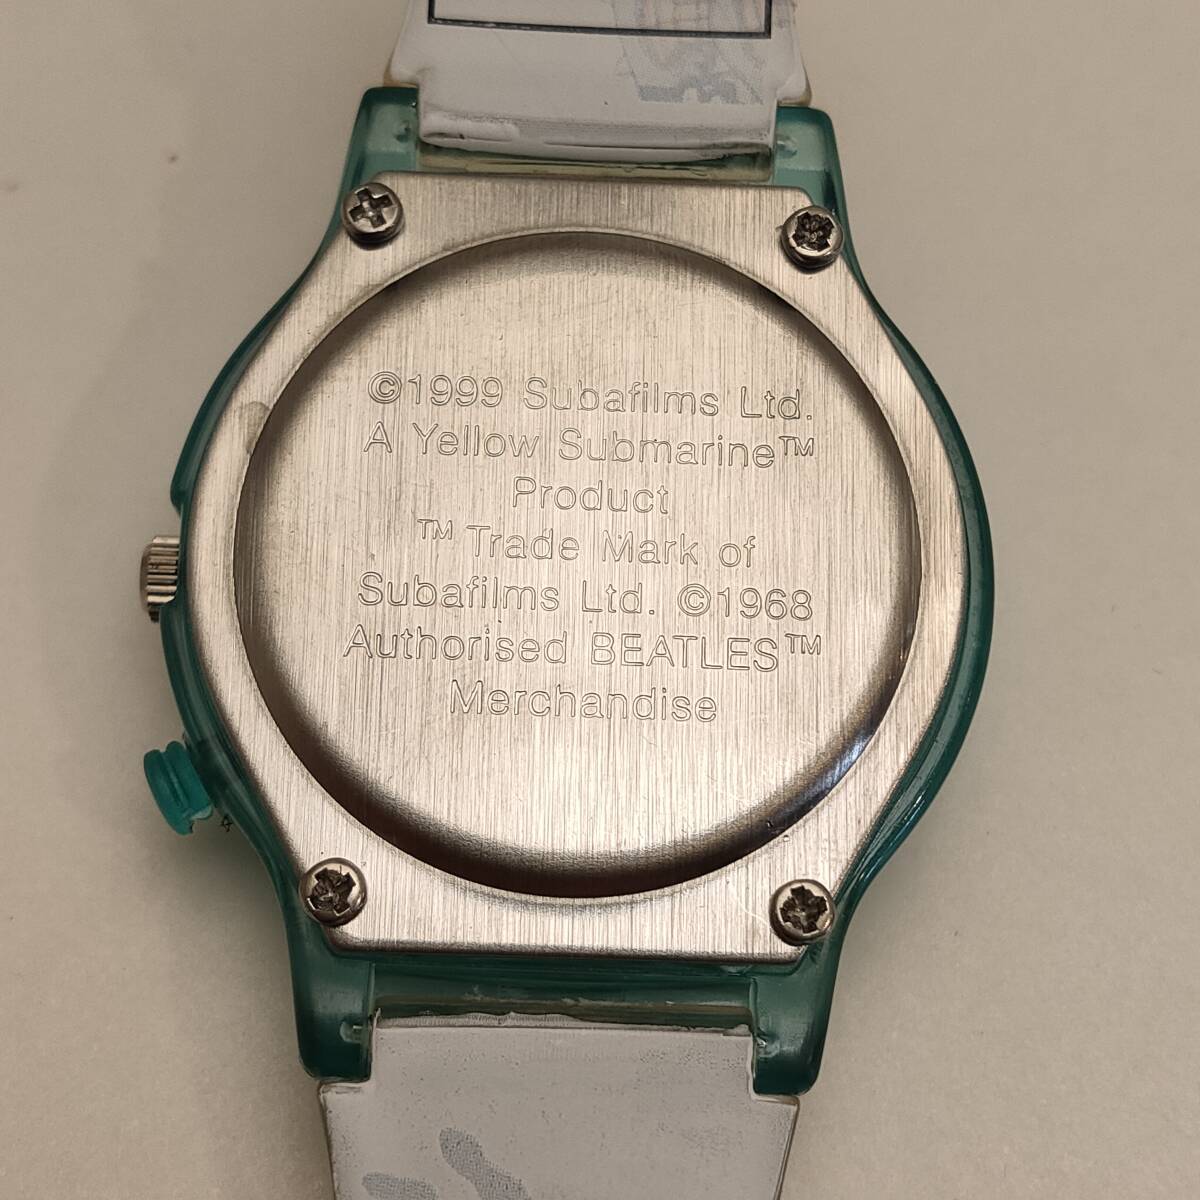 ©1999 Subafilms Ltd.
A Yellow Submarine™
Product
™ Trade Mark of
Subafilms Ltd. ©1968
Authorised BEATLES™
Merchandise